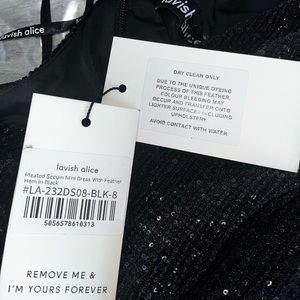 lavish alice
lavish
alice
DRY CLEAN ONLY
DUE TO THE UNIQUE DYEING
PROCESS OF THIS FEATHER,
COLOUR BLEEDING MAY
OCCUR AND TRANSFER ONTO
LIGHTER SURFACES INCLUDING
UPHOLSTERY.
AVOID CONTACT WITH WATER
lavish alice
Pleated Sequin Mini Dress With Feather
Hem In Black
#LA-232DS08-BLK-8
5056578610313
REMOVE ME &
I'M YOURS FOREVER